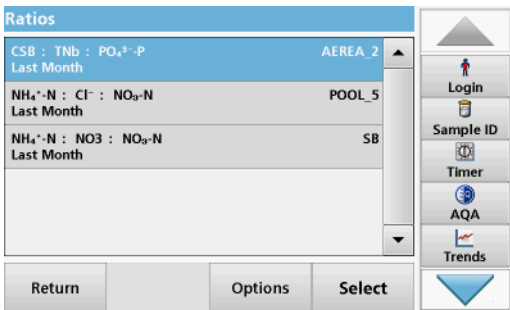 Ratios
CSB : TNb : PO₄³⁻-P AEREA_2
Last Month
NH₄⁺-N : Cl⁻ : NO₃-N POOL_5
Last Month
NH₄⁺-N : NO3 : NO₃-N SB
Last Month
Login
Sample ID
Timer
AQA
Trends
Return
Options
Select